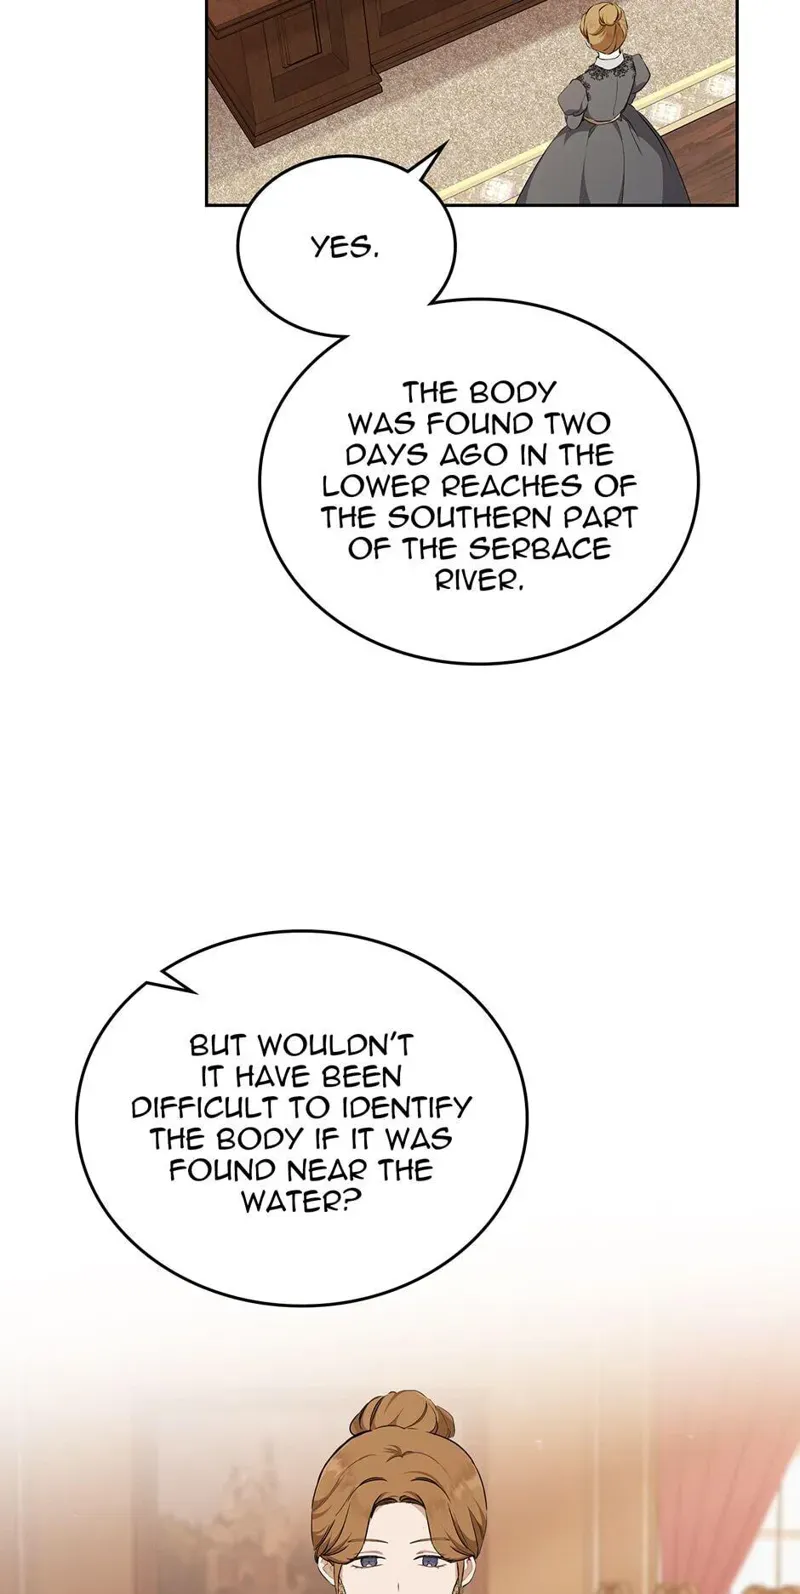 YES.
THE BODY
WAS FOUND TWO
DAYS AGO IN THE
LOWER REACHES OF
THE SOUTHERN PART
OF THE SERBACE
RIVER.
BUT WOULDN'T
IT HAVE BEEN
DIFFICULT TO IDENTIFY
THE BODY IF IT WAS
FOUND NEAR THE
WATER?